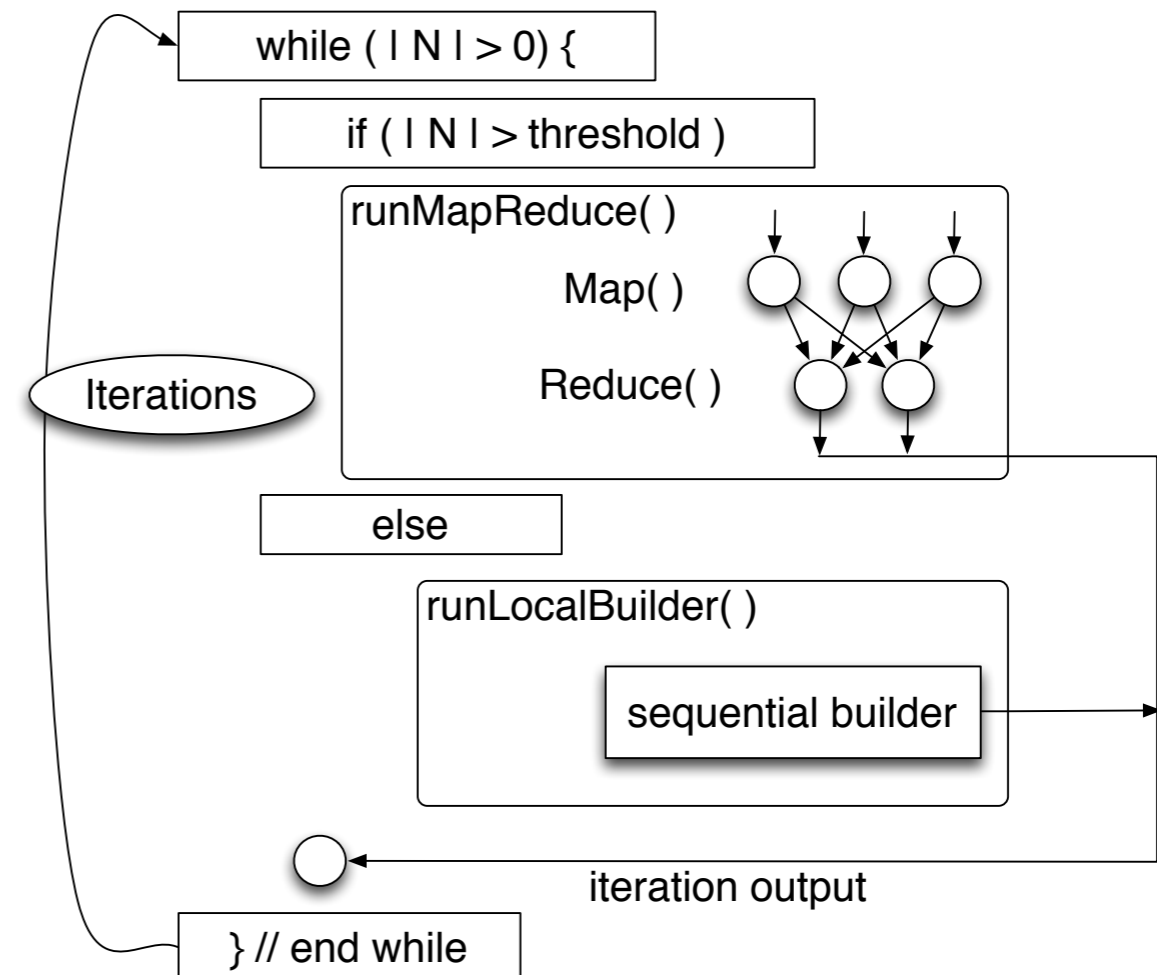 while ( | N | > 0) {
if ( | N | > threshold )
runMapReduce( )
Map( )
Reduce( )
Iterations
else
runLocalBuilder( )
sequential builder
iteration output
} // end while